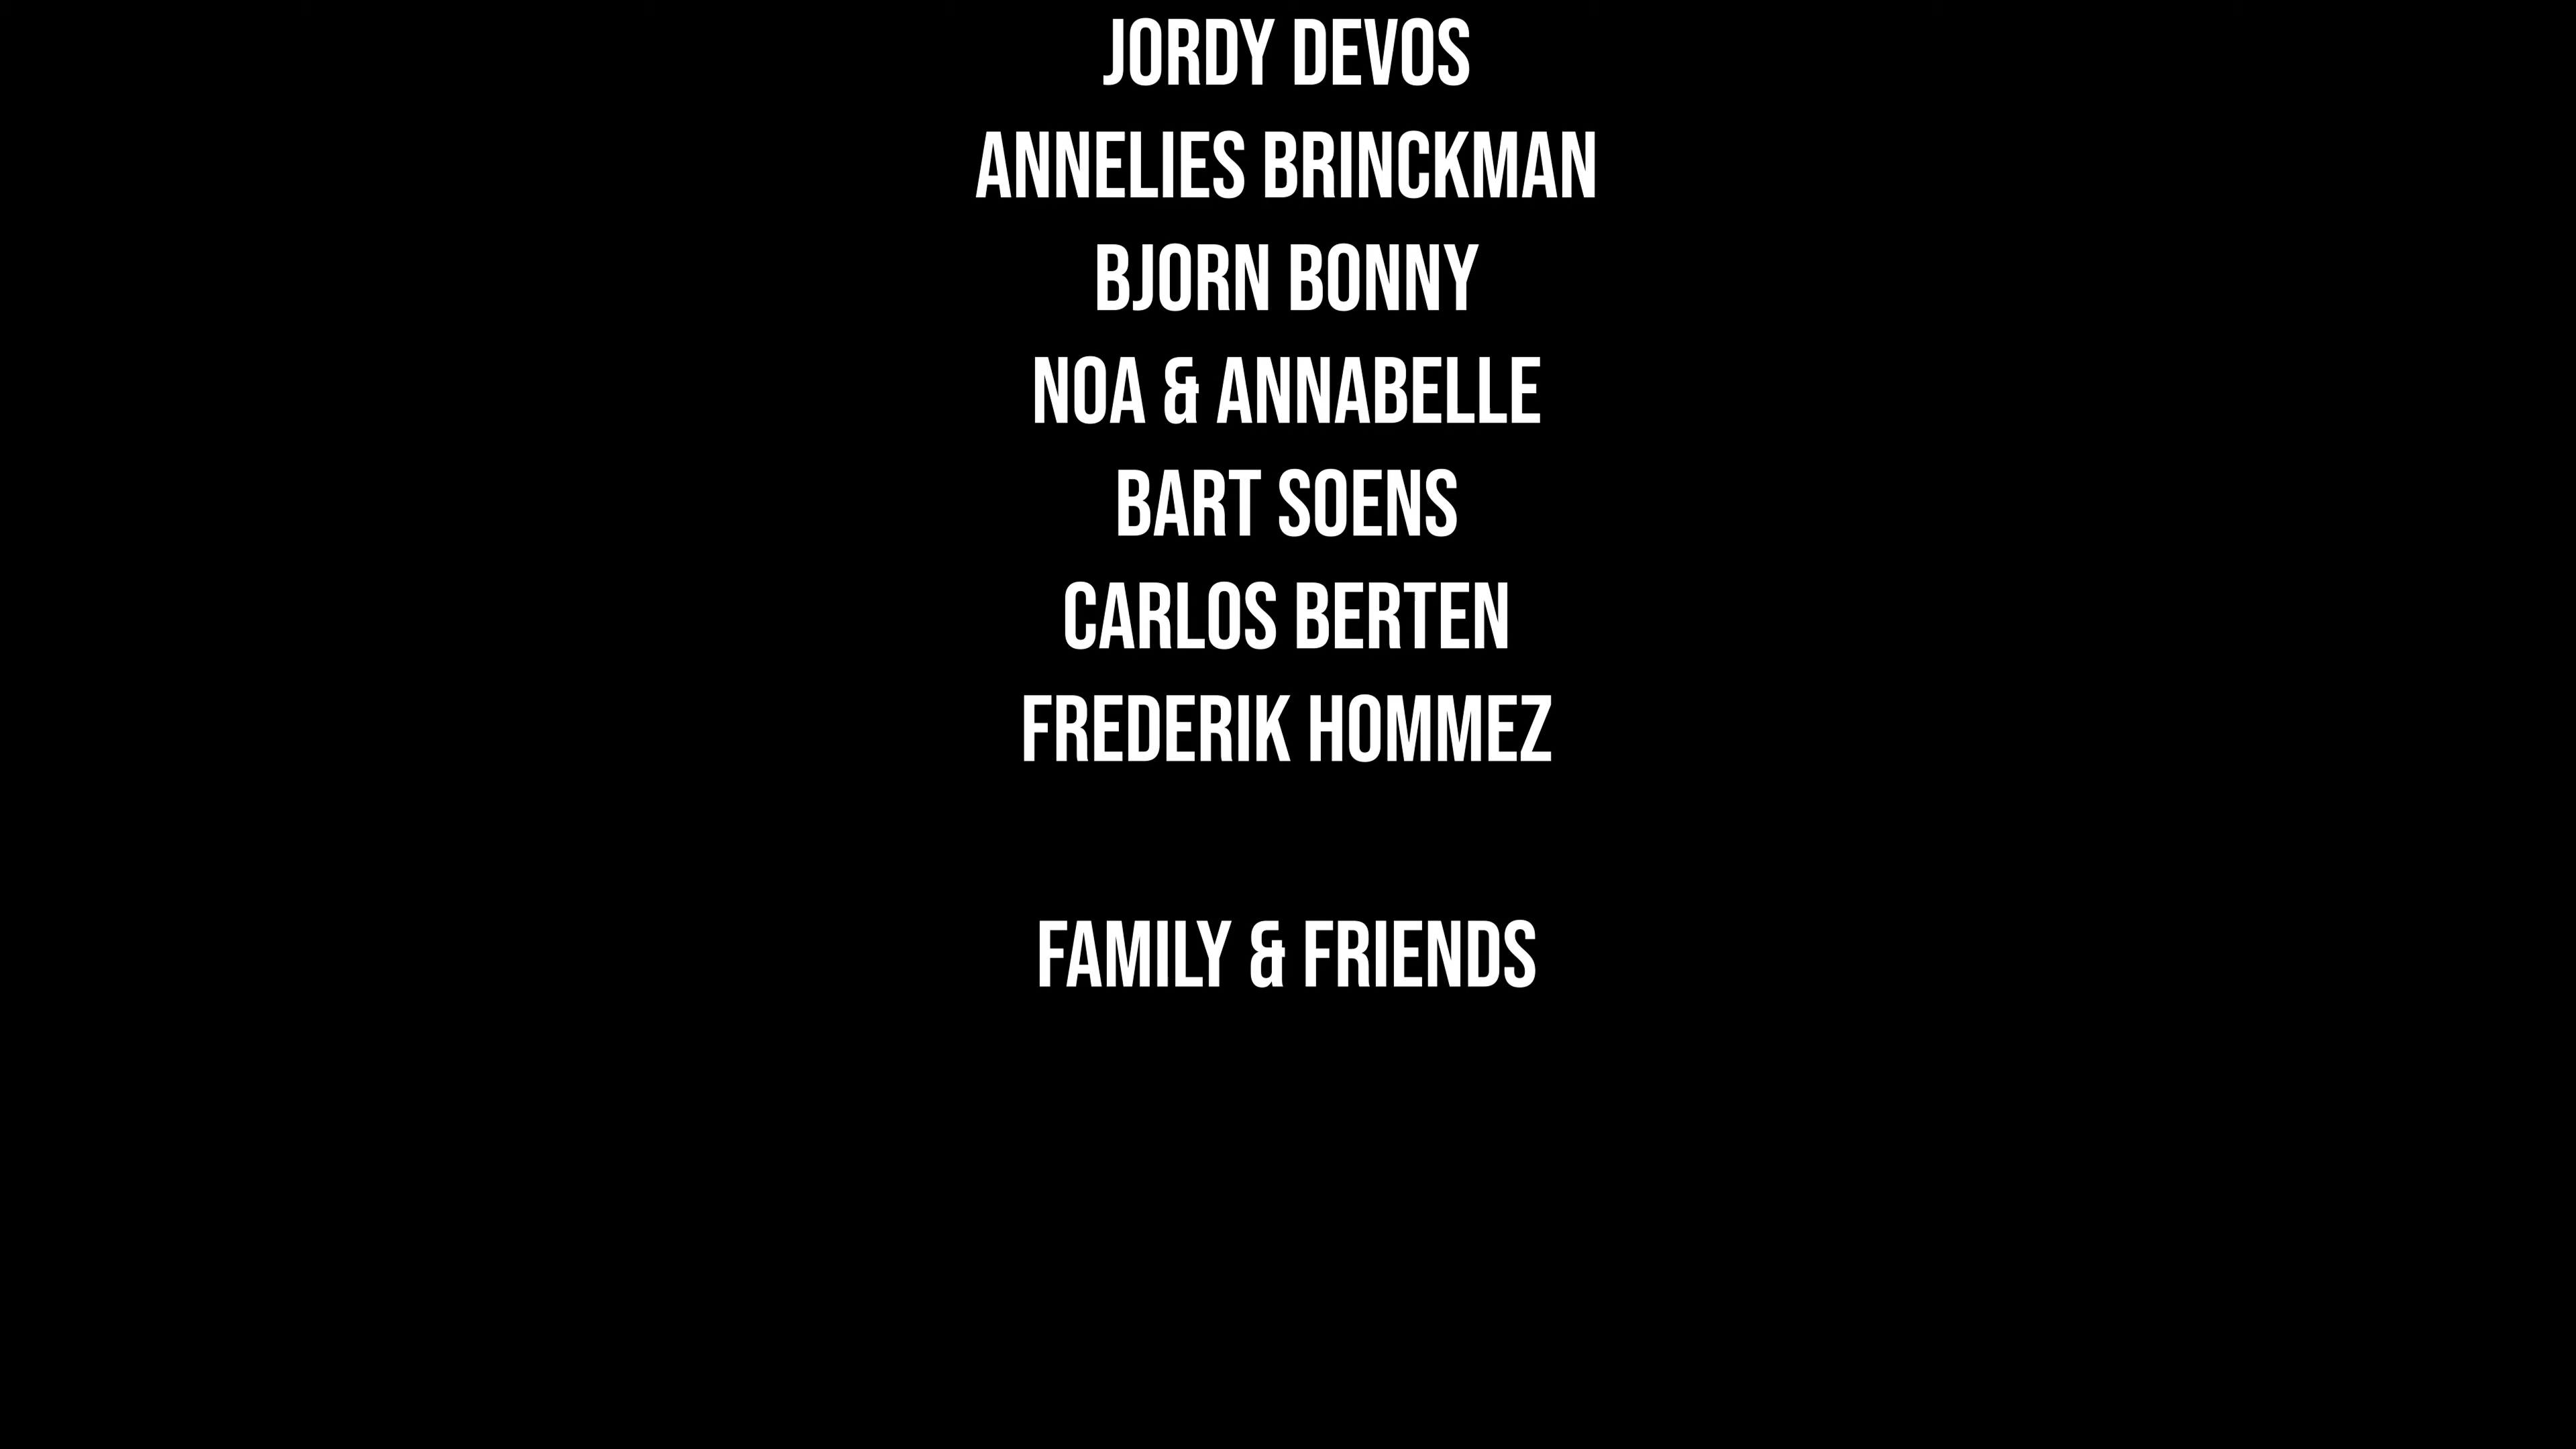 JORDY DEVOS
ANNELIES BRINCKMAN
BJORN BONNY
NOA & ANNABELLE
BART SOENS
CARLOS BERTEN
FREDERIK HOMMEZ
FAMILY & FRIENDS